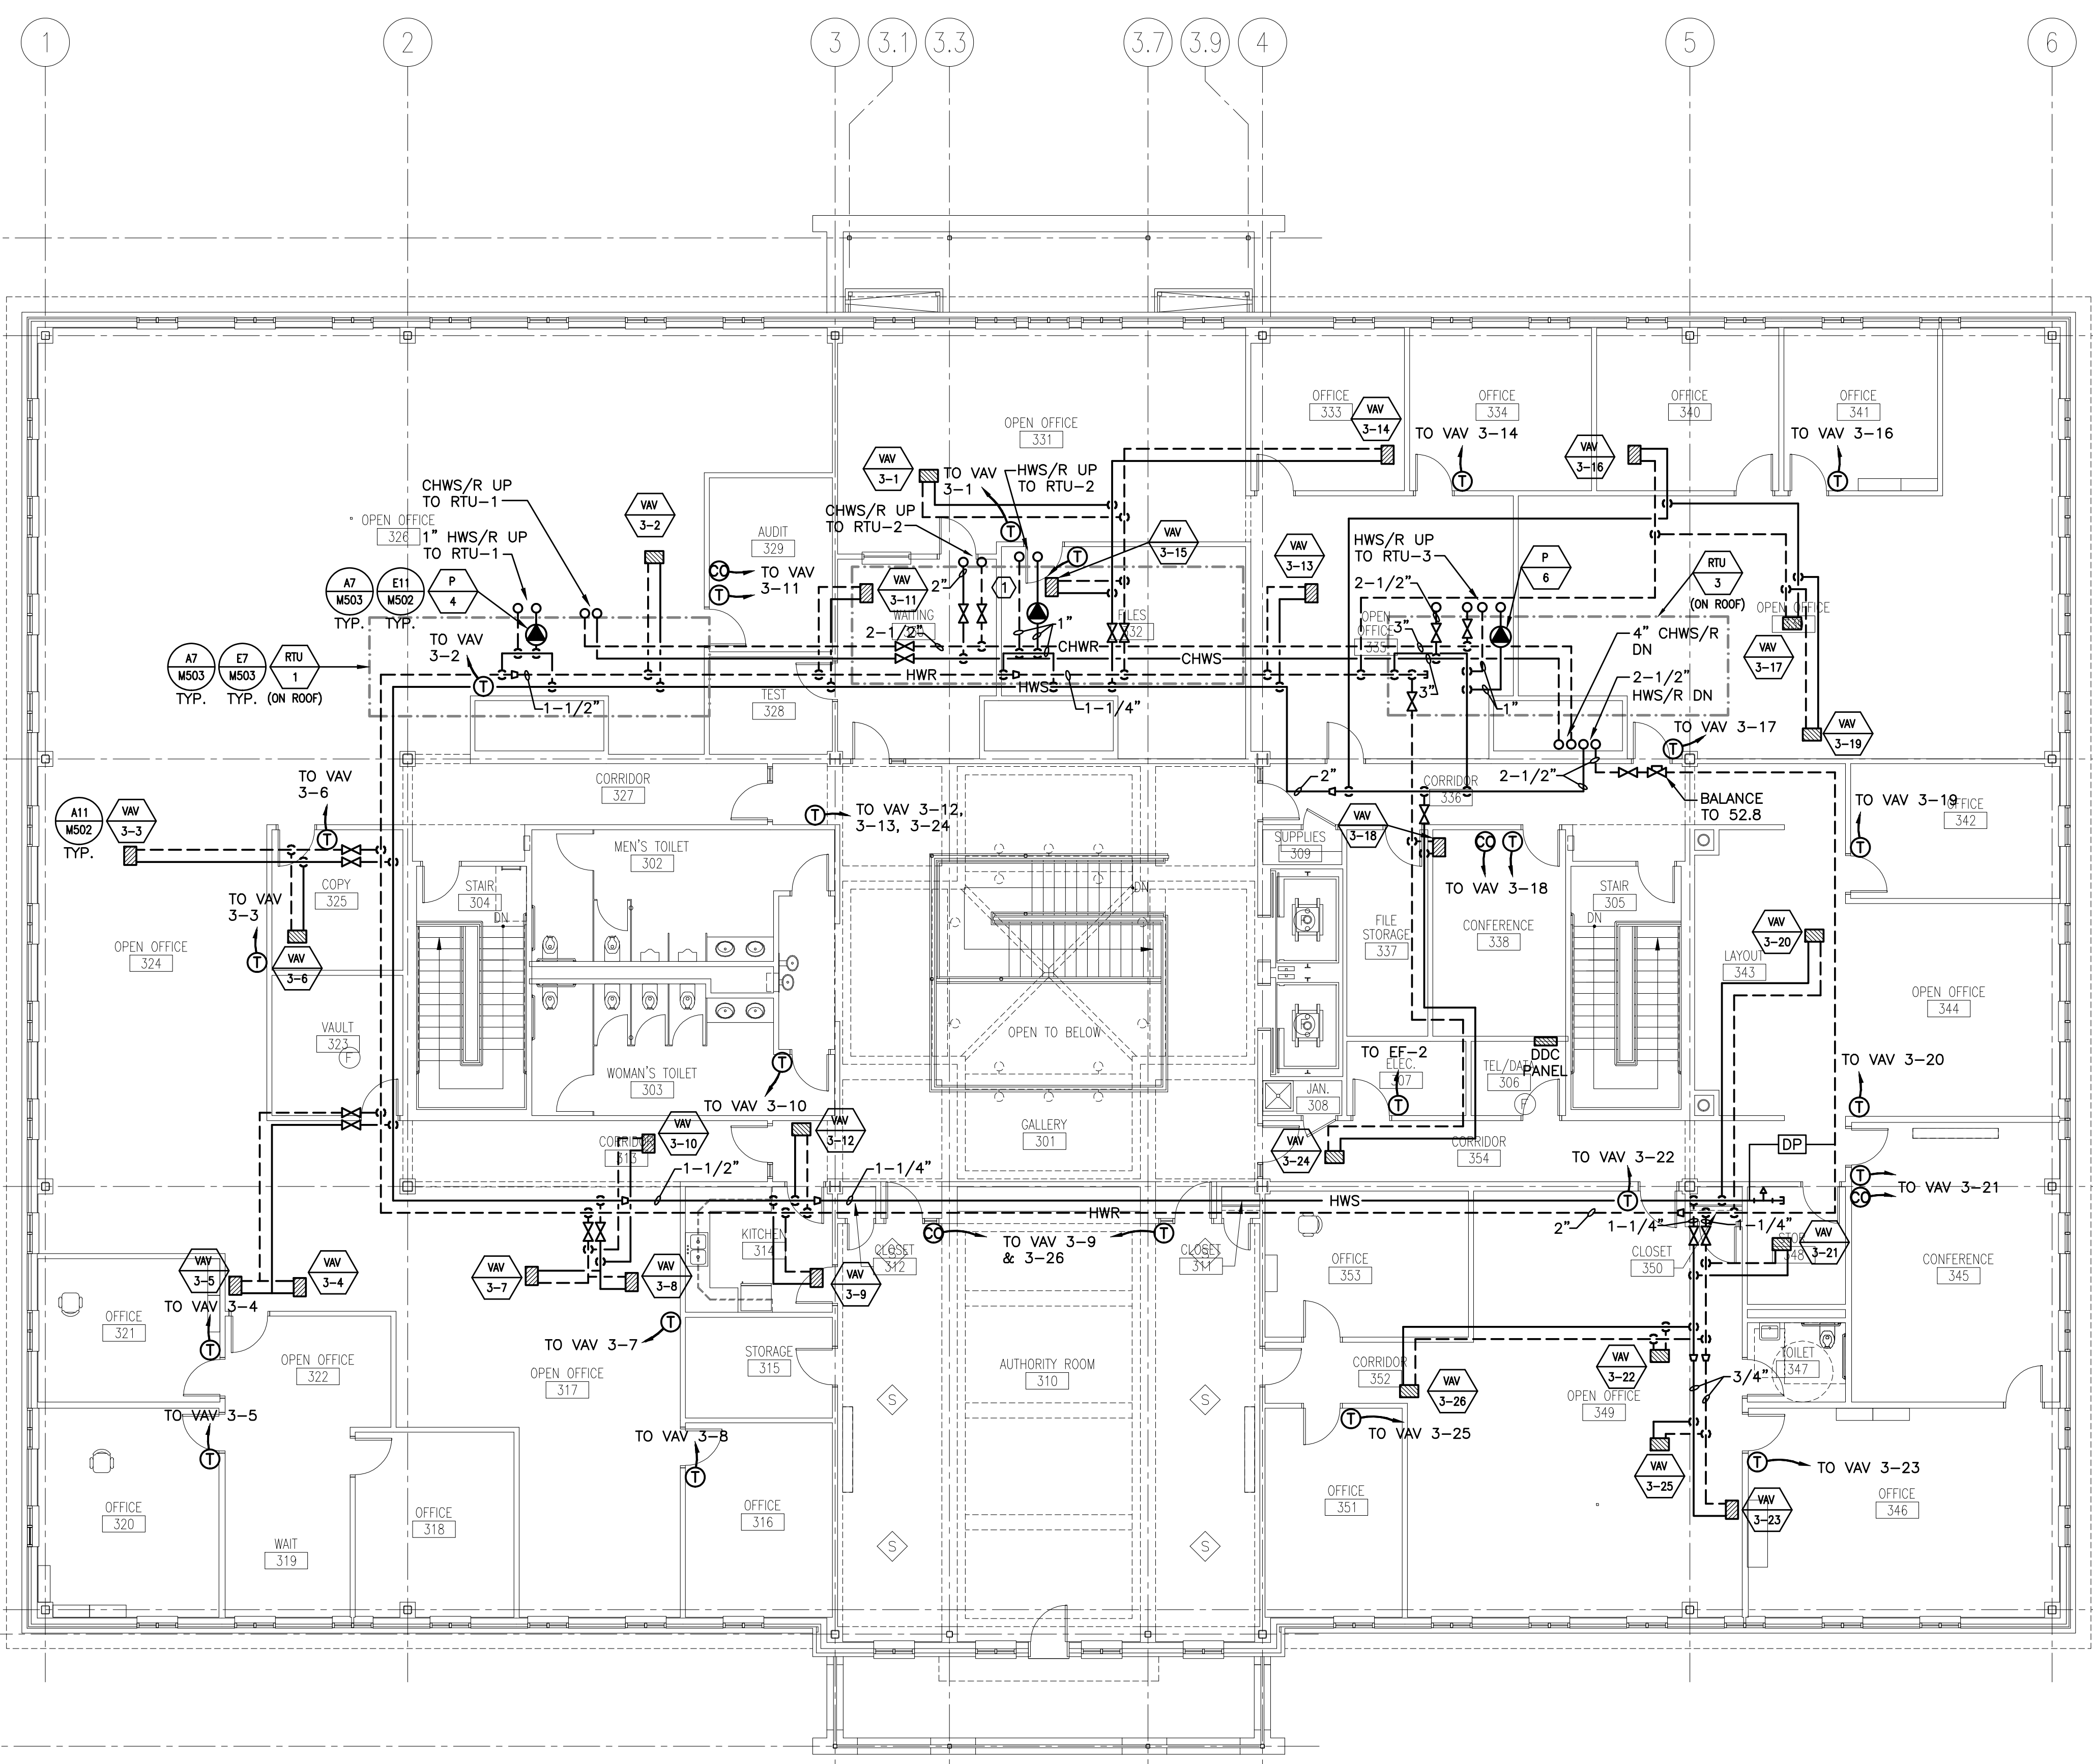 1
2
3
3.1
3.3
3.7
3.9
4
5
6
OFFICE
333
VAV
3-14
OFFICE
334
TO VAV 3-14
OFFICE
340
OFFICE
341
TO VAV 3-16
VAV
3-16
OPEN OFFICE
331
VAV
3-1
TO VAV
3-1
HWS/R UP
TO RTU-2
CHWS/R UP
TO RTU-1
OPEN OFFICE
326
1" HWS/R UP
TO RTU-1
VAV
3-2
AUDIT
329
CO
TO VAV
3-11
T
CHWS/R UP
TO RTU-2
T
T
VAV
3-15
VAV
3-13
HWS/R UP
TO RTU-3
P
6
RTU
3
(ON ROOF)
OPEN OFFICE
A7
M503
TYP.
E11
M502
TYP.
P
4
VAV
3-11
2"
1
WAITING
FILES
2-1/2"
1"
CHWR
CHWS
2-1/2"
OPEN
OFFICE
335
3"
3"
1"
4" CHWS/R
DN
2-1/2"
HWS/R DN
VAV
3-17
TO VAV
3-2
T
A7
M503
TYP.
E7
M503
TYP.
RTU
1
(ON ROOF)
HWR
HWS
1-1/2"
1-1/4"
TEST
328
T
TO VAV 3-17
VAV
3-19
CORRIDOR
327
TO VAV
3-6
T
A11
M502
TYP.
VAV
3-3
T
TO VAV 3-12,
3-13, 3-24
2"
2-1/2"
CORRIDOR
336
BALANCE
TO 52.8
TO VAV 3-19
T
OFFICE
342
MEN'S TOILET
302
SUPPLIES
309
VAV
3-18
CO
T
TO VAV 3-18
COPY
325
STAIR
304
DN
DN
STAIR
305
DN
TO VAV
3-3
T
OPEN OFFICE
324
VAV
3-6
FILE
STORAGE
337
CONFERENCE
338
VAV
3-20
LAYOUT
343
OPEN OFFICE
344
VAULT
323
F
OPEN TO BELOW
WOMAN'S TOILET
303
T
TO VAV 3-10
TO EF-2
ELEC.
307
T
TEL/DATA
306
F
DDC
PANEL
JAN.
308
TO VAV 3-20
T
VAV
3-10
VAV
3-12
CORRIDOR
313
GALLERY
301
VAV
3-24
CORRIDOR
354
DP
TO VAV 3-22
T
1-1/2"
1-1/4"
HWS
HWR
2"
1-1/4"
1-1/4"
T
CO
TO VAV 3-21
KITCHEN
314
CLOSET
312
CO
TO VAV 3-9
& 3-26
T
CLOSET
311
OFFICE
353
CLOSET
350
348
VAV
3-21
CONFERENCE
345
VAV
3-5
VAV
3-4
VAV
3-7
VAV
3-8
VAV
3-9
TO VAV 3-4
T
OFFICE
321
TO VAV 3-7
T
OPEN OFFICE
322
OPEN OFFICE
317
STORAGE
315
AUTHORITY ROOM
310
CORRIDOR
352
VAV
3-26
VAV
3-22
TOILET
347
3/4"
OPEN OFFICE
349
S
S
TO VAV 3-5
T
TO VAV 3-8
T
T
TO VAV 3-25
VAV
3-25
T
TO VAV 3-23
OFFICE
320
OFFICE
318
OFFICE
316
OFFICE
351
VAV
3-23
OFFICE
346
WAIT
319
S
S